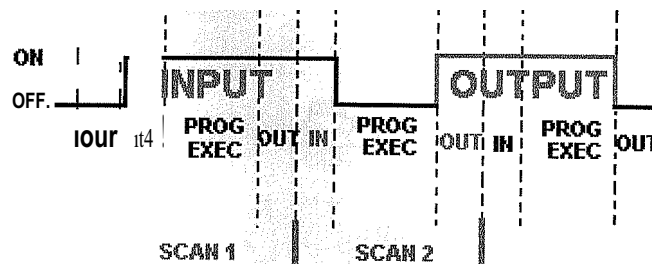 ON
INPUT OUTPUT
OFF.
PROG OUT IN PROG OUT IN PROG OUT
EXEC EXEC EXEC
SCAN 1 SCAN 2